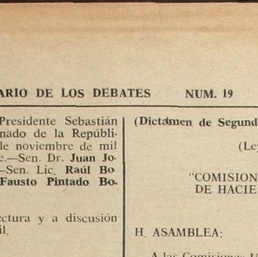 ARIO DE LOS DEBATES NUM. 19
Presidente Sebastián
nado de la Repúbli-
de noviembre de mil
e.—Sen. Dr. Juan Jo-
—Sen. Lic. Raúl Bo-
Fausto Pintado Bo-
ectura y a discusión
il.
(Dictamen de Segund
(Le
"COMISION
DE HACIE
H. ASAMBLEA:
A las Comisiones U